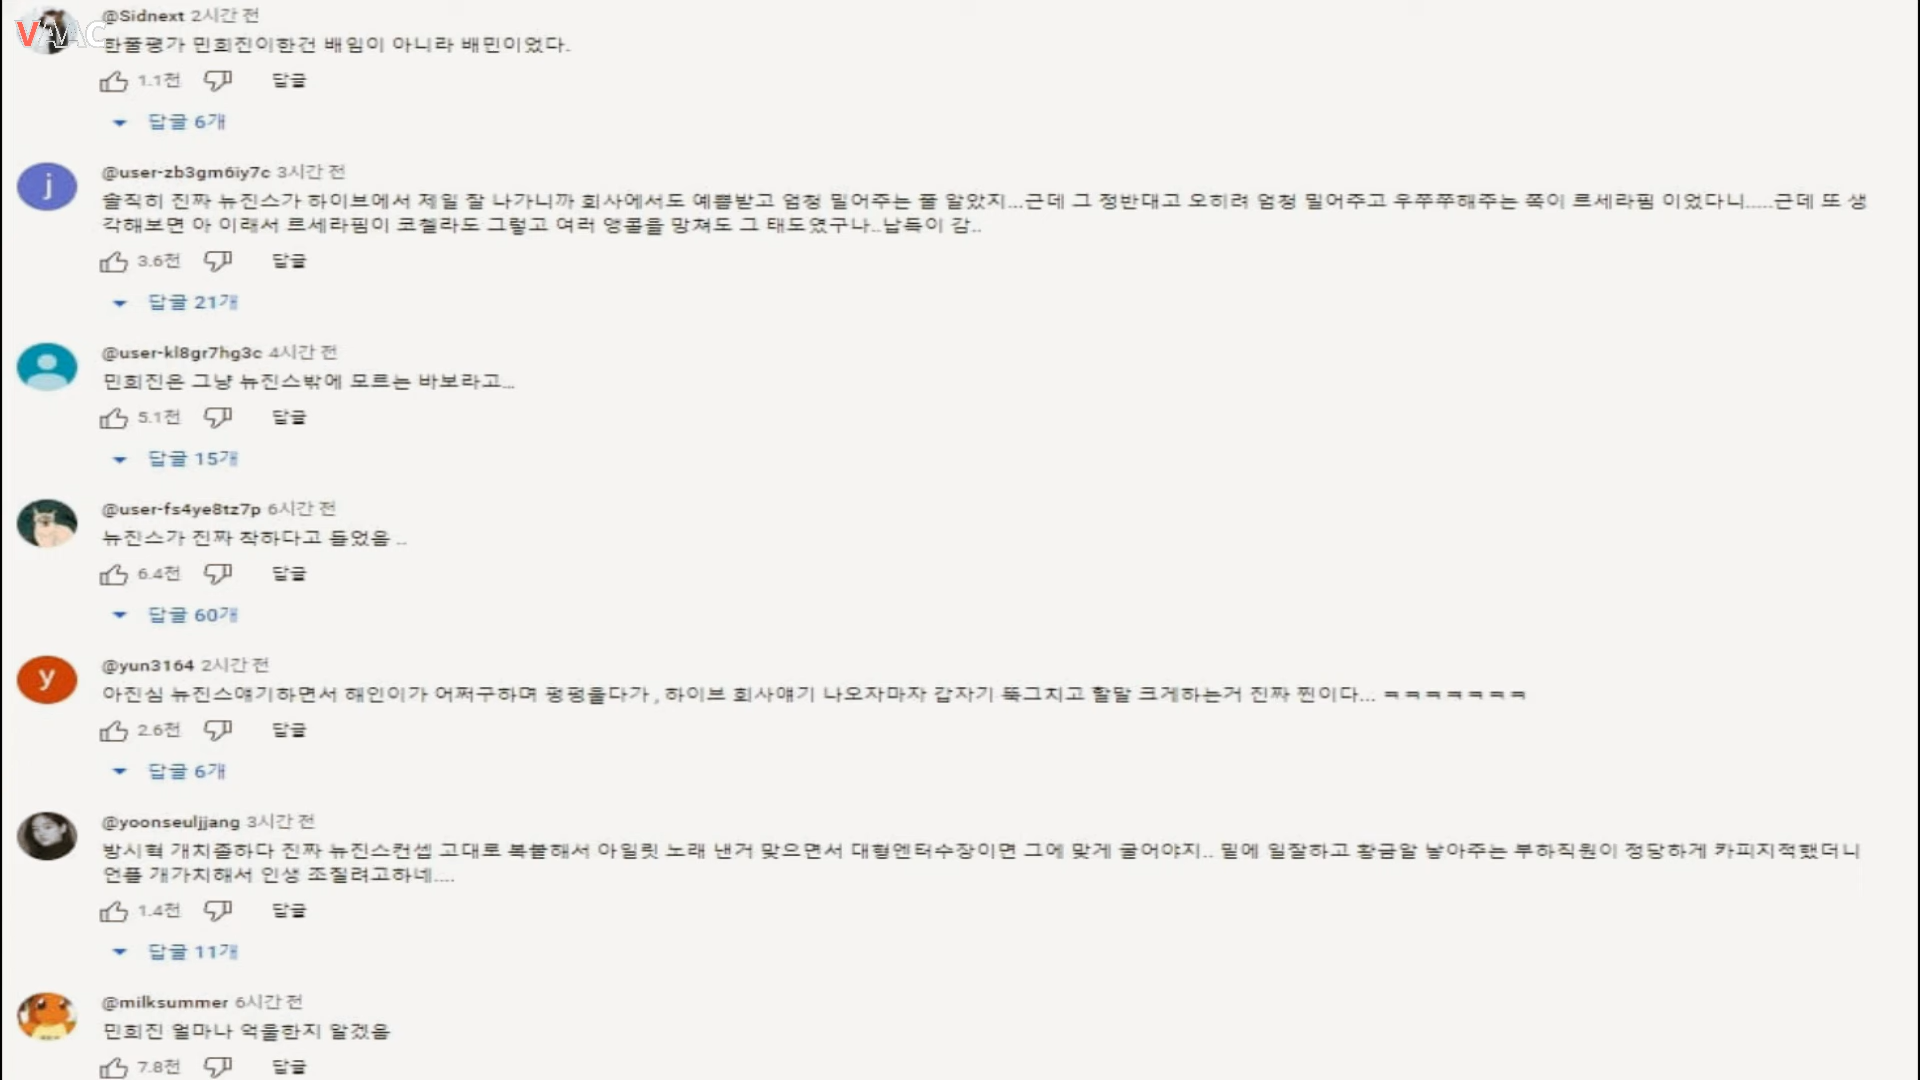 VAAC
@Sidnext 2시간 전
한줄평가 민희진이한건 배임이 아니라 배민이었다.
1.1천 답글
답글 6개
j
@user-zb3gm6iy7c 3시간 전
솔직히 진짜 뉴진스가 하이브에서 제일 잘 나가니까 회사에서도 예쁨받고 엄청 밀어주는 줄 알았지...근데 그 정반대고 오히려 엄청 밀어주고 우쭈쭈해주는 쪽이 르세라핌 이었다니.....근데 또 생
각해보면 아 이래서 르세라핌이 코첼라도 그렇고 여러 앵콜을 망쳐도 그 태도였구나..납득이 감..
3.6천 답글
답글 21개
@user-kl8gr7hg3c 4시간 전
민희진은 그냥 뉴진스밖에 모르는 바보라고...
5.1천 답글
답글 15개
@user-fs4ye8tz7p 6시간 전
뉴진스가 진짜 착하다고 들었음 ..
6.4천 답글
답글 60개
y
@yun3164 2시간 전
아진심 뉴진스얘기하면서 해인이가 어쩌구하며 펑펑울다가 , 하이브 회사얘기 나오자마자 갑자기 뚝그치고 할말 크게하는거 진짜 찐이다... ㅋㅋㅋㅋㅋㅋㅋ
2.6천 답글
답글 6개
@yoonseuljjang 3시간 전
방시혁 개치졸하다 진짜 뉴진스컨셉 고대로 복붙해서 아일릿 노래 낸거 맞으면서 대형엔터수장이면 그에 맞게 굴어야지.. 밑에 일잘하고 황금알 낳아주는 부하직원이 정당하게 카피지적했더니
언플 개가치해서 인생 조질려고하네....
1.4천 답글
답글 11개
@milksummer 6시간 전
민희진 얼마나 억울한지 알겠음
7.8천 답글